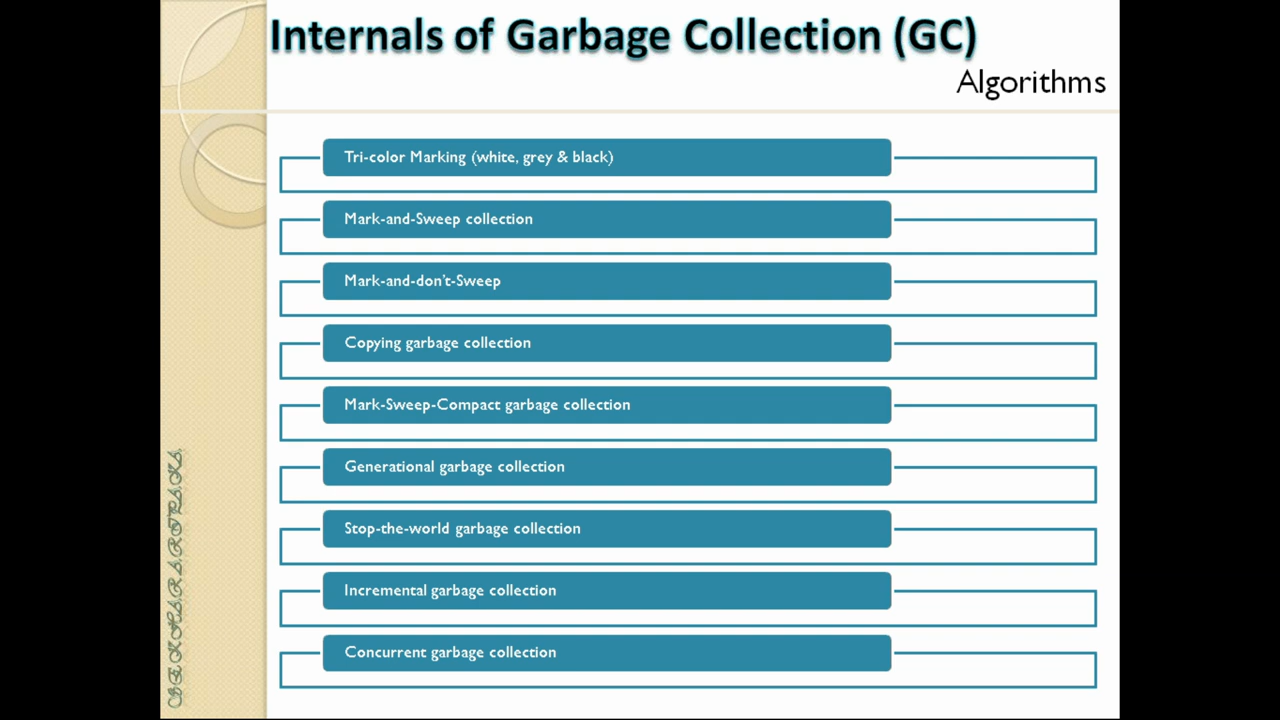 Internals of Garbage Collection (GC)
Algorithms
Tri-color Marking (white, grey & black)
Mark-and-Sweep collection
Mark-and-don't-Sweep
Copying garbage collection
Mark-Sweep-Compact garbage collection
Generational garbage collection
Stop-the-world garbage collection
Incremental garbage collection
Concurrent garbage collection